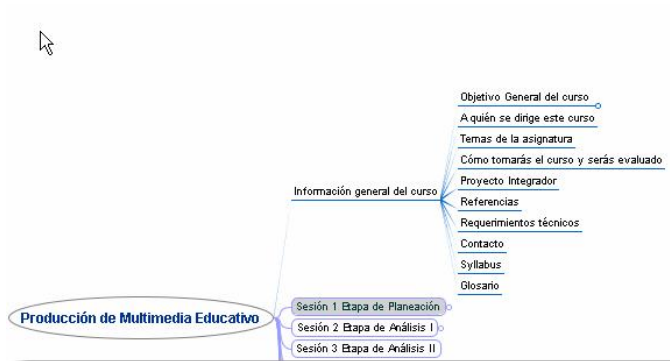 Objetivo General del curso
A quién se dirige este curso
Temas de la asignatura
Cómo tomarás el curso y serás evaluado
Información general del curso
Proyecto Integrador
Referencias
Requerimientos técnicos
Contacto
Syllabus
Glosario
Producción de Multimedia Educativo
Sesión 1 Etapa de Planeación
Sesión 2 Etapa de Análisis I
Sesión 3 Etapa de Análisis II